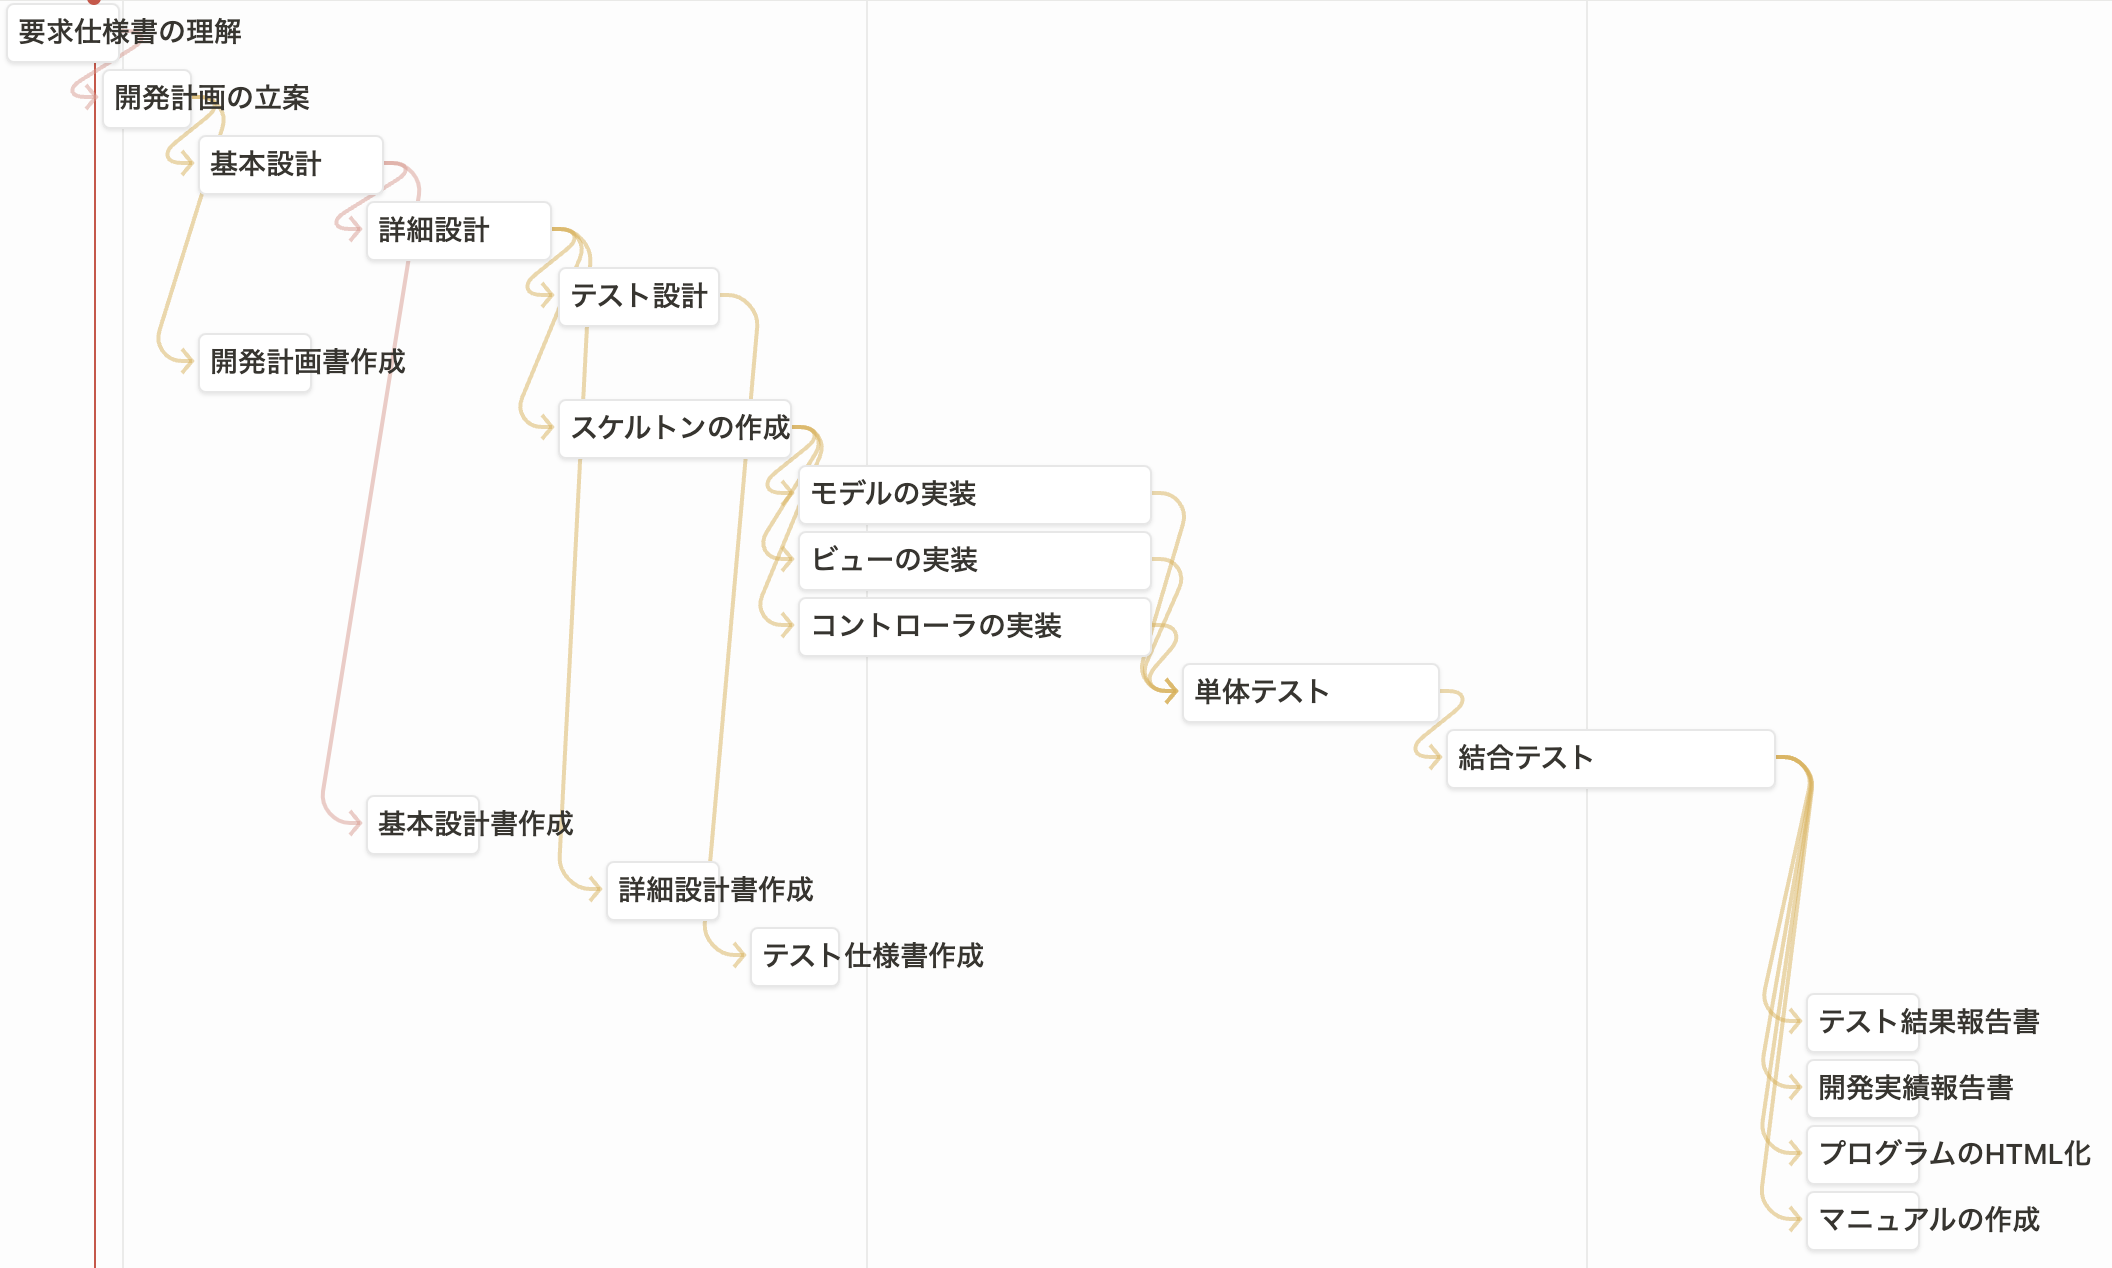 要求仕様書の理解
開発計画の立案
基本設計
詳細設計
テスト設計
開発計画書作成
スケルトンの作成
モデルの実装
ビューの実装
コントローラの実装
単体テスト
結合テスト
基本設計書作成
詳細設計書作成
テスト仕様書作成
テスト結果報告書
開発実績報告書
プログラムのHTML化
マニュアルの作成